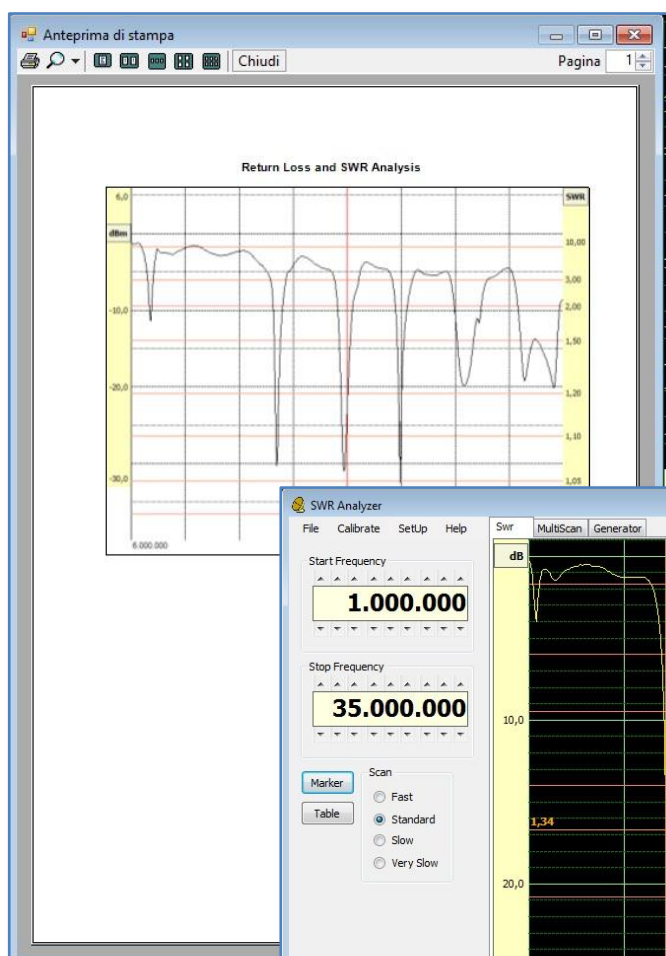 Anteprima di stampa
Chiudi
Pagina 1
Return Loss and SWR Analysis
6,0
SWR
dBm
10,00
3,00
-10,0
2,00
1,50
-20,0
1,20
1,10
-30,0
1,05
6.000.000
SWR Analyzer
File Calibrate SetUp Help
Swr MultiScan Generator
dB
Start Frequency
1.000.000
Stop Frequency
35.000.000
10,0
Marker
Scan
Fast
Table
Standard
1,34
Slow
Very Slow
20,0